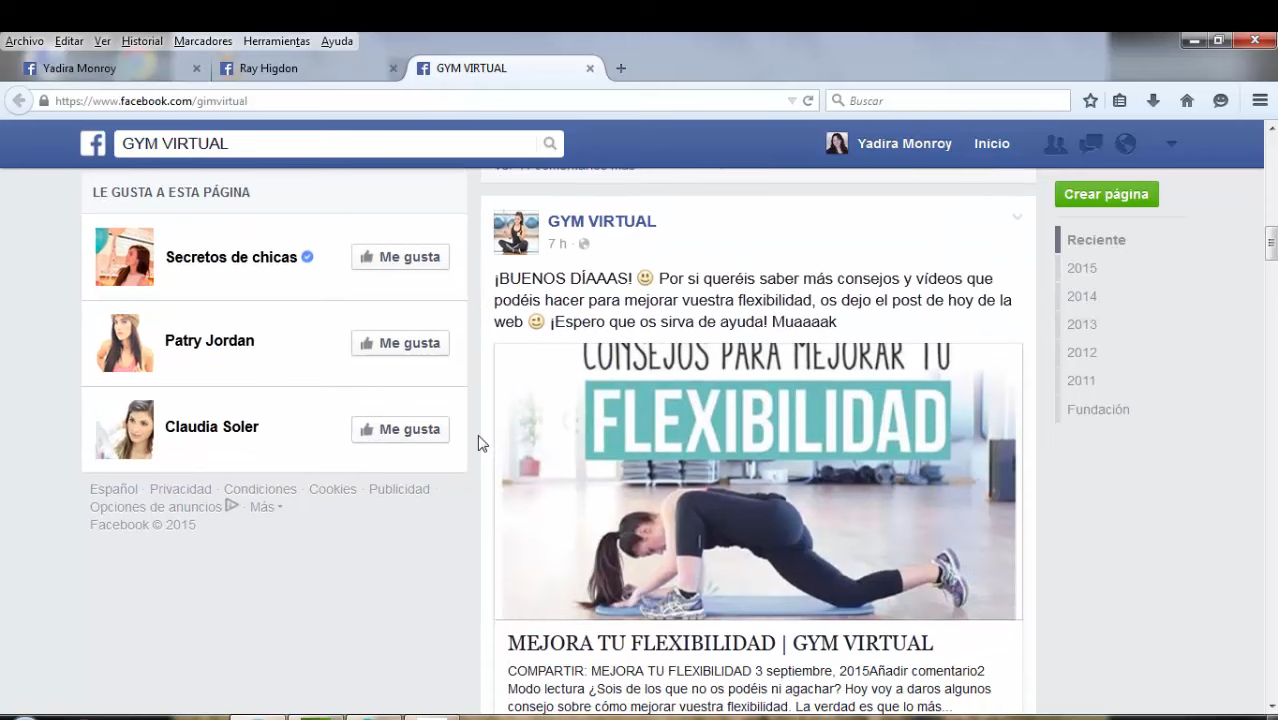 Archivo Editar Ver Historial Marcadores Herramientas Ayuda
Yadira Monroy Ray Higdon GYM VIRTUAL
https://www.facebook.com/gimvirtual Buscar
GYM VIRTUAL Yadira Monroy Inicio
LE GUSTA A ESTA PÁGINA
Secretos de chicas Me gusta
Patry Jordan Me gusta
Claudia Soler Me gusta
Español · Privacidad · Condiciones · Cookies · Publicidad ·
Opciones de anuncios · Más
Facebook © 2015
GYM VIRTUAL
7 h ·
¡BUENOS DÍAAAS! 😃 Por si queréis saber más consejos y vídeos que
podéis hacer para mejorar vuestra flexibilidad, os dejo el post de hoy de la
web 😉 ¡Espero que os sirva de ayuda! Muaaaak
CONSEJOS PARA MEJORAR TU
FLEXIBILIDAD
MEJORA TU FLEXIBILIDAD | GYM VIRTUAL
COMPARTIR: MEJORA TU FLEXIBILIDAD 3 septiembre, 2015Añadir comentario2
Modo lectura ¿Sois de los que no os podéis ni agachar? Hoy voy a daros algunos
consejo sobre cómo mejorar vuestra flexibilidad. La verdad es que lo más...
Crear página
Reciente
2015
2014
2013
2012
2011
Fundación